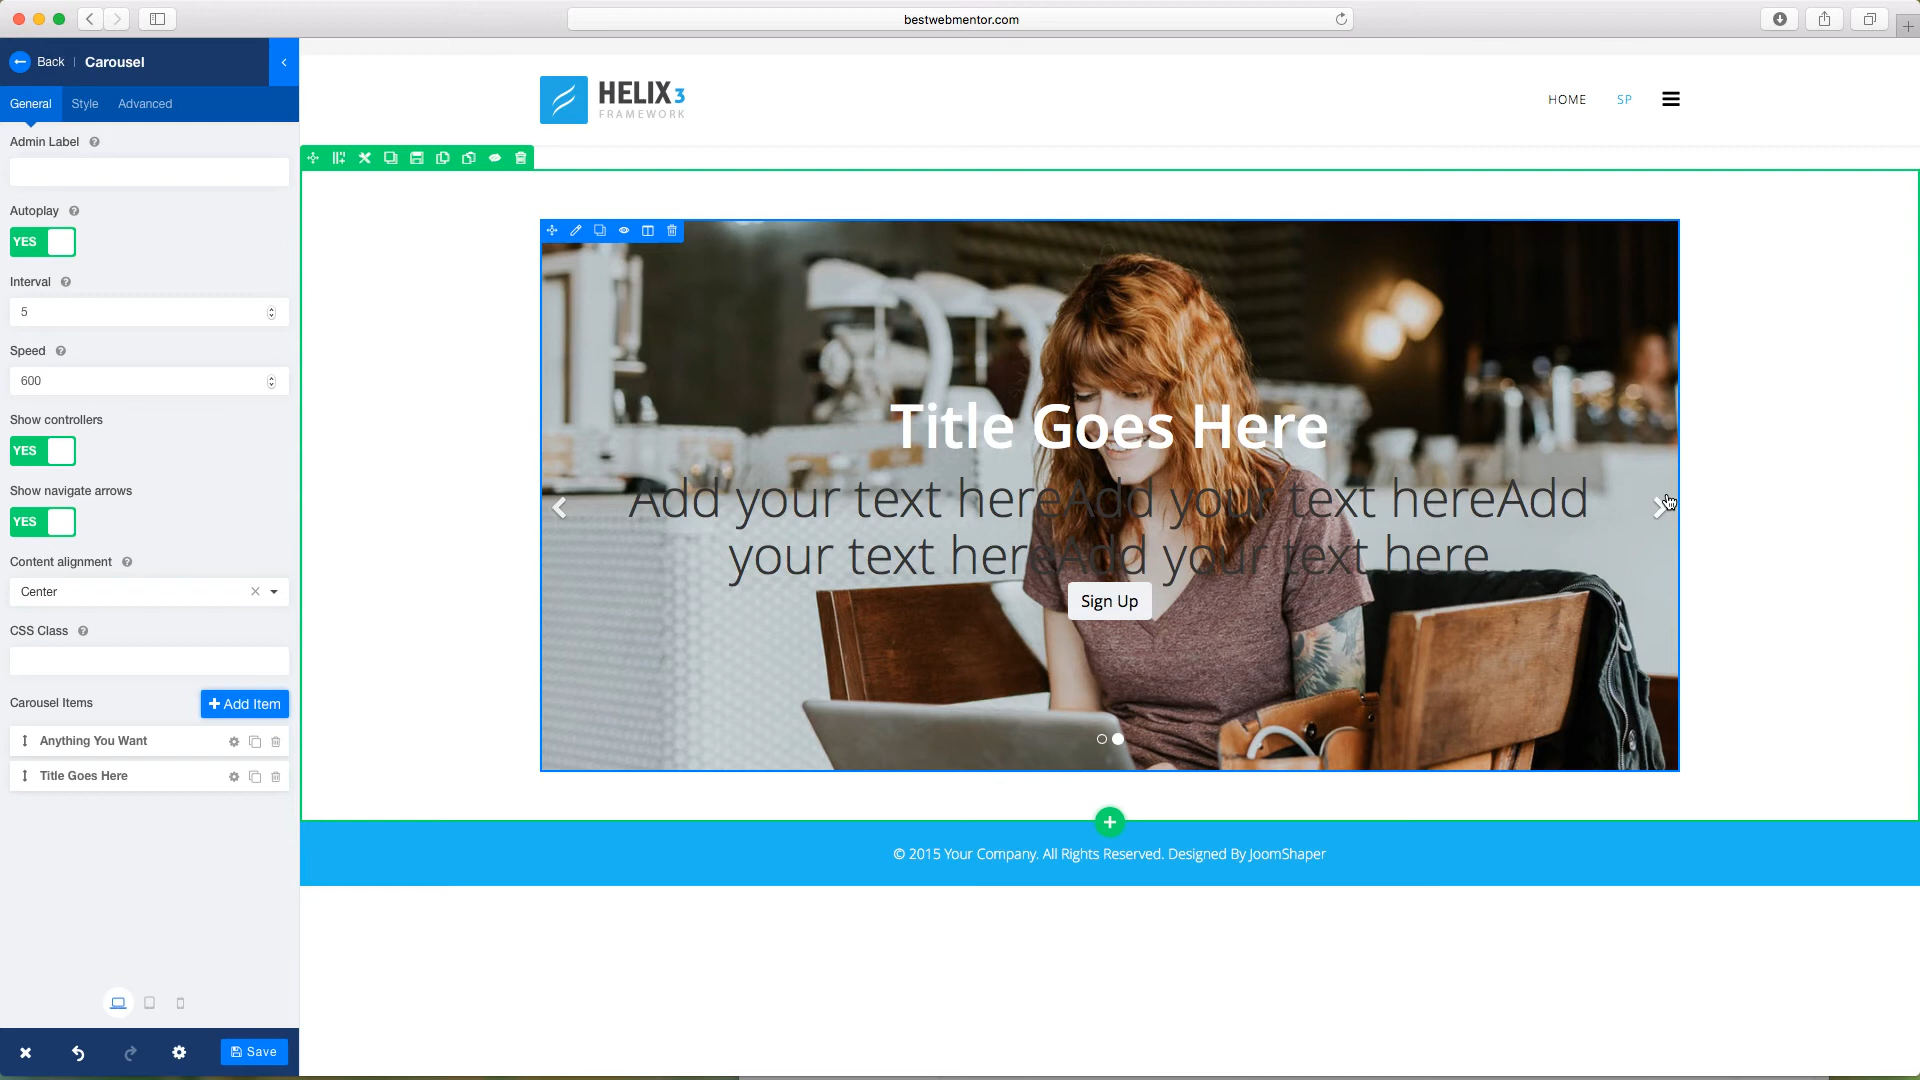 bestwebmentor.com
Back | Carousel
General Style Advanced
Admin Label
Autoplay
YES
Interval
5
Speed
600
Show controllers
YES
Show navigate arrows
YES
Content alignment
Center
CSS Class
Carousel Items
+ Add Item
Anything You Want
Title Goes Here
Save
HELIX3
FRAMEWORK
HOME SP
Title Goes Here
Add your text hereAdd your text hereAdd
your text hereAdd your text here
Sign Up
© 2015 Your Company. All Rights Reserved. Designed By JoomShaper